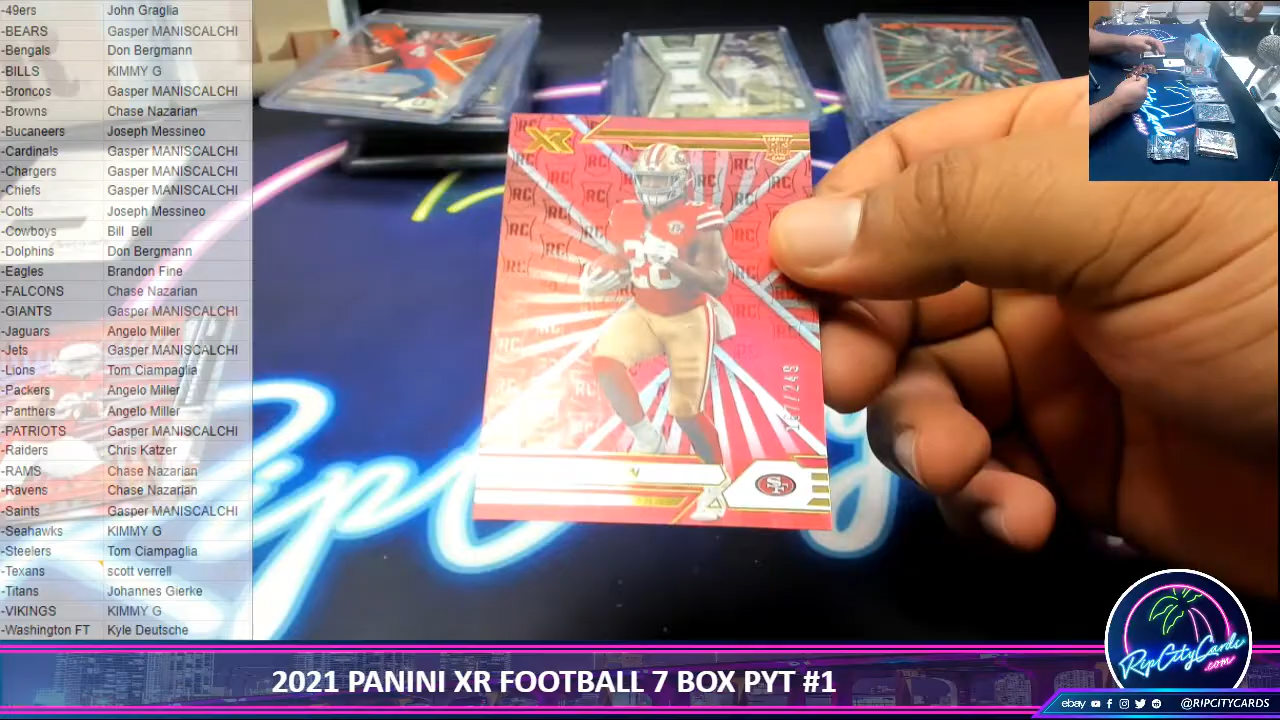 -49ers John Graglia
-BEARS Gasper MANISCALCHI
-Bengals Don Bergmann
-BILLS KIMMY G
-Broncos Gasper MANISCALCHI
-Browns Chase Nazarian
-Bucaneers Joseph Messineo
-Cardinals Gasper MANISCALCHI
-Chargers Gasper MANISCALCHI
-Chiefs Gasper MANISCALCHI
-Colts Joseph Messineo
-Cowboys Bill Bell
-Dolphins Don Bergmann
-Eagles Brandon Fine
-FALCONS Chase Nazarian
-GIANTS Gasper MANISCALCHI
-Jaguars Angelo Miller
-Jets Gasper MANISCALCHI
-Lions Tom Ciampaglia
-Packers Angelo Miller
-Panthers Angelo Miller
-PATRIOTS Gasper MANISCALCHI
-Raiders Chris Katzer
-RAMS Chase Nazarian
-Ravens Chase Nazarian
-Saints Gasper MANISCALCHI
-Seahawks KIMMY G
-Steelers Tom Ciampaglia
-Texans scott verrell
-Titans Johannes Gierke
-VIKINGS KIMMY G
-Washington FT Kyle Deutsche
XR
RC
28
SF
RipCityCards
.com
2021 PANINI XR FOOTBALL 7 BOX PYT #1
ebay @RIPCITYCARDS